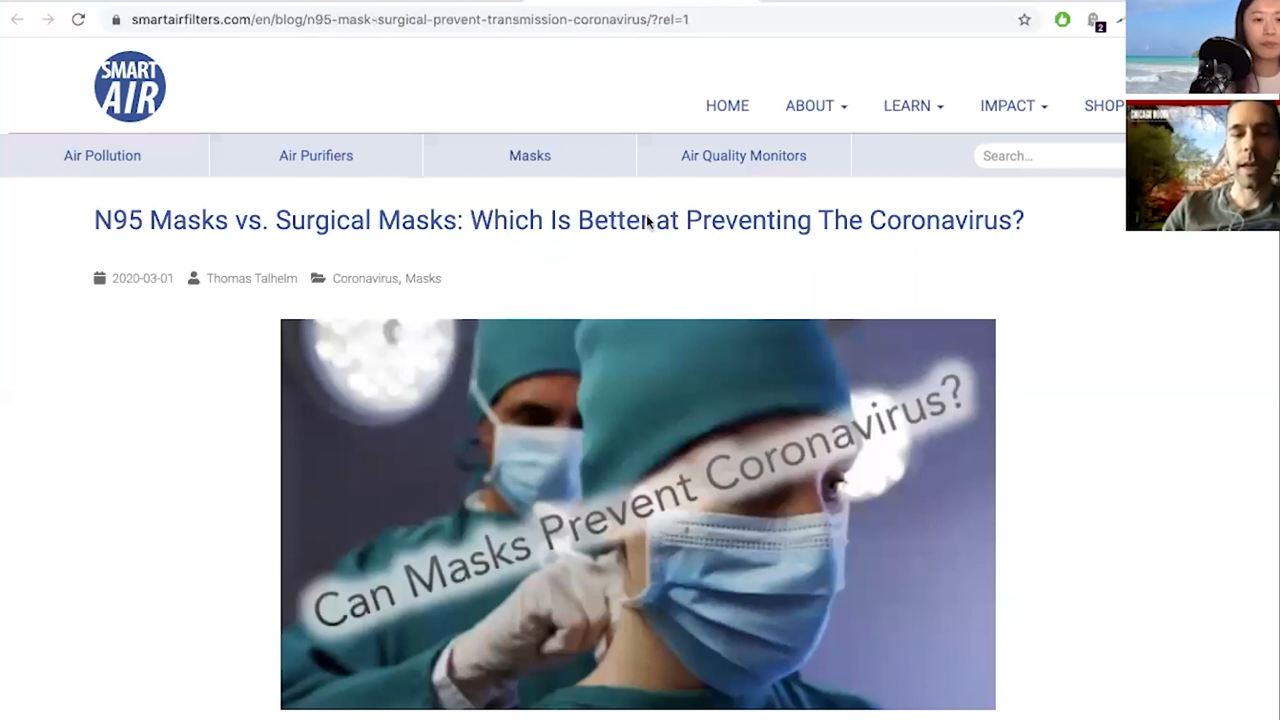 smartairfilters.com/en/blog/n95-mask-surgical-prevent-transmission-coronavirus/?rel=1
2
SMART
AIR
HOME ABOUT LEARN IMPACT SHOP
Air Pollution Air Purifiers Masks Air Quality Monitors Search...
N95 Masks vs. Surgical Masks: Which Is Better at Preventing The Coronavirus?
2020-03-01 Thomas Talhelm Coronavirus, Masks
Can Masks Prevent Coronavirus?